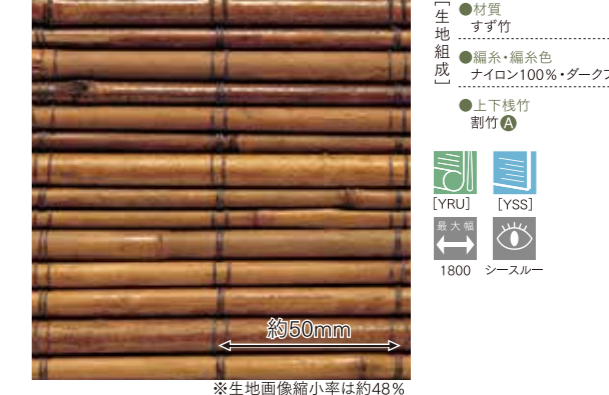 ［生地組成］
●材質
すず竹
●編糸・編糸色
ナイロン100％・ダーク
●上下桟竹
割竹A
[YRU] [YSS]
最大幅
1800 シースルー
約50mm
※生地画像縮小率は約48％